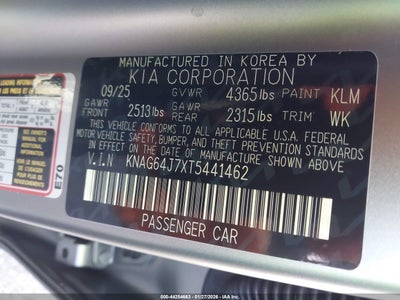 MANUFACTURED IN KOREA BY
KIA CORPORATION
09/25 GVWR 4365 lbs PAINT KLM
GAWR FRONT 2513 lbs GAWR REAR 2315 lbs TRIM WK
THIS VEHICLE CONFORMS TO ALL APPLICABLE U.S.A. FEDERAL
MOTOR VEHICLE SAFETY, BUMPER, AND THEFT PREVENTION STANDARDS
IN EFFECT ON THE DATE OF MANUFACTURE SHOWN ABOVE.
V.I.N KNAG64J7XT5441462
PASSENGER CAR
E70
000-44254663 01/27/2026 - IAA Inc.